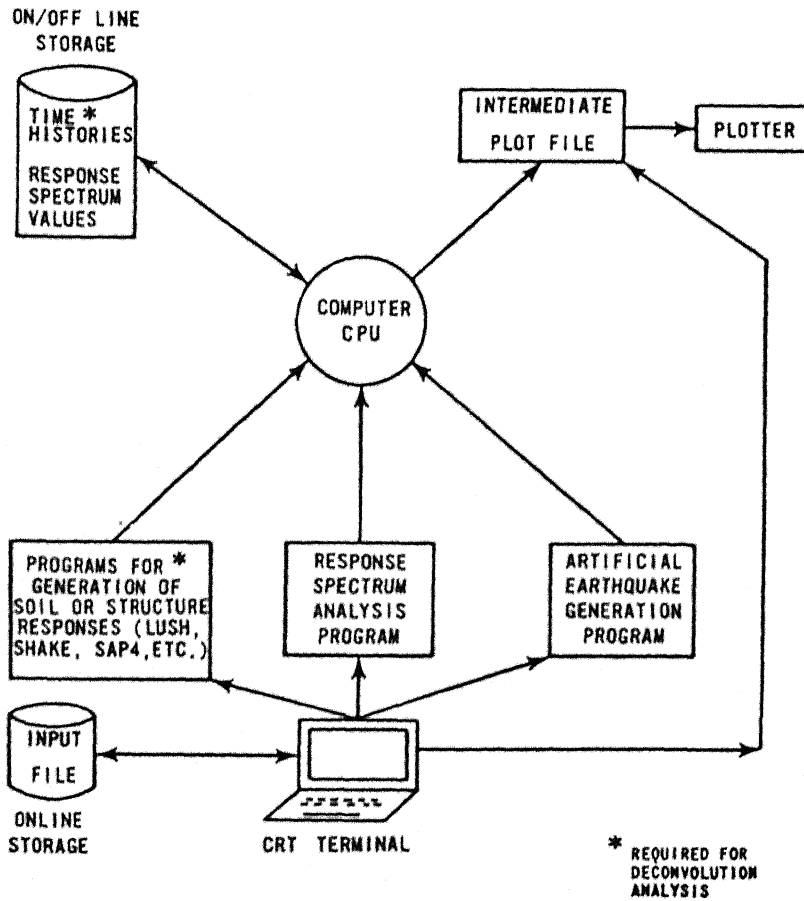 ON/OFF LINE
STORAGE
TIME *
HISTORIES
RESPONSE
SPECTRUM
VALUES
INTERMEDIATE
PLOT FILE
PLOTTER
COMPUTER
CPU
PROGRAMS FOR *
GENERATION OF
SOIL OR STRUCTURE
RESPONSES (LUSH,
SHAKE, SAP4,ETC.)
RESPONSE
SPECTRUM
ANALYSIS
PROGRAM
ARTIFICIAL
EARTHQUAKE
GENERATION
PROGRAM
INPUT
FILE
ONLINE
STORAGE
CRT TERMINAL
* REQUIRED FOR
DECONVOLUTION
ANALYSIS